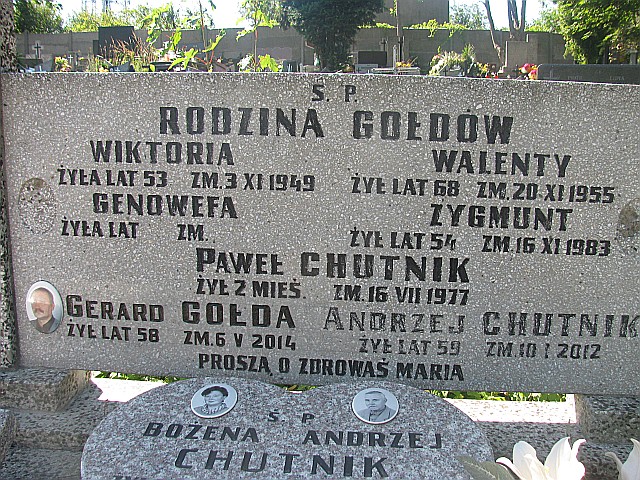 Ś. P.
RODZINA GOŁDÓW
WIKTORIA WALENTY
ŻYŁA LAT 53 ZM. 3 XI 1949 ŻYŁ LAT 68 ZM. 20 XI 1955
GENOWEFA ZYGMUNT
ŻYŁA LAT ZM. ŻYŁ LAT 54 ZM. 16 XI 1983
PAWEŁ CHUTNIK
ŻYŁ 2 MIEŚ. ZM. 16 VII 1977
GERARD GOŁDA ANDRZEJ CHUTNIK
ŻYŁ LAT 58 ZM. 6 V 2014 ŻYŁ LAT 59 ZM. 10 I 2012
PROSZĄ O ZDROWAŚ MARIA
Ś. P.
BOŻENA ANDRZEJ
CHUTNIK